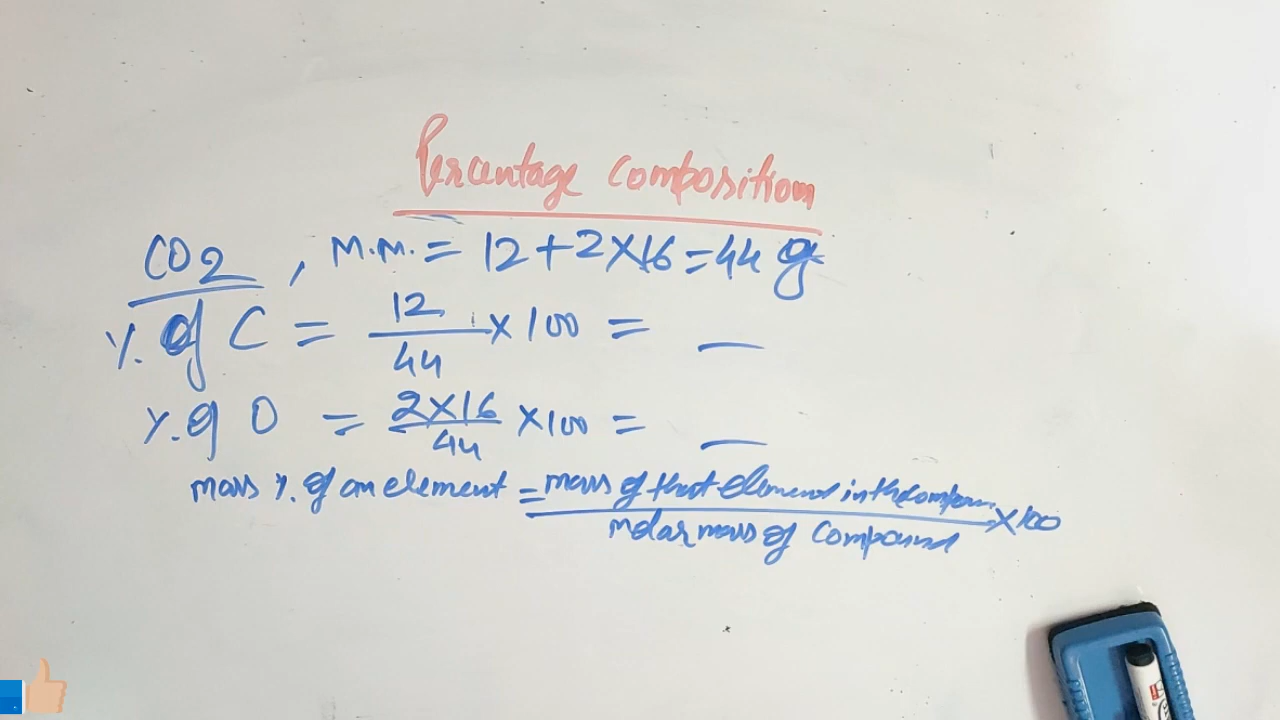 Percentage composition
CO2, M.M. = 12+2×16=44 g
%. of C = 12/44 × 100 = _
%. of O = 2×16/44 ×100 = _
mass %. of an element = mass of that element in the compoun/molar mass of compound ×100